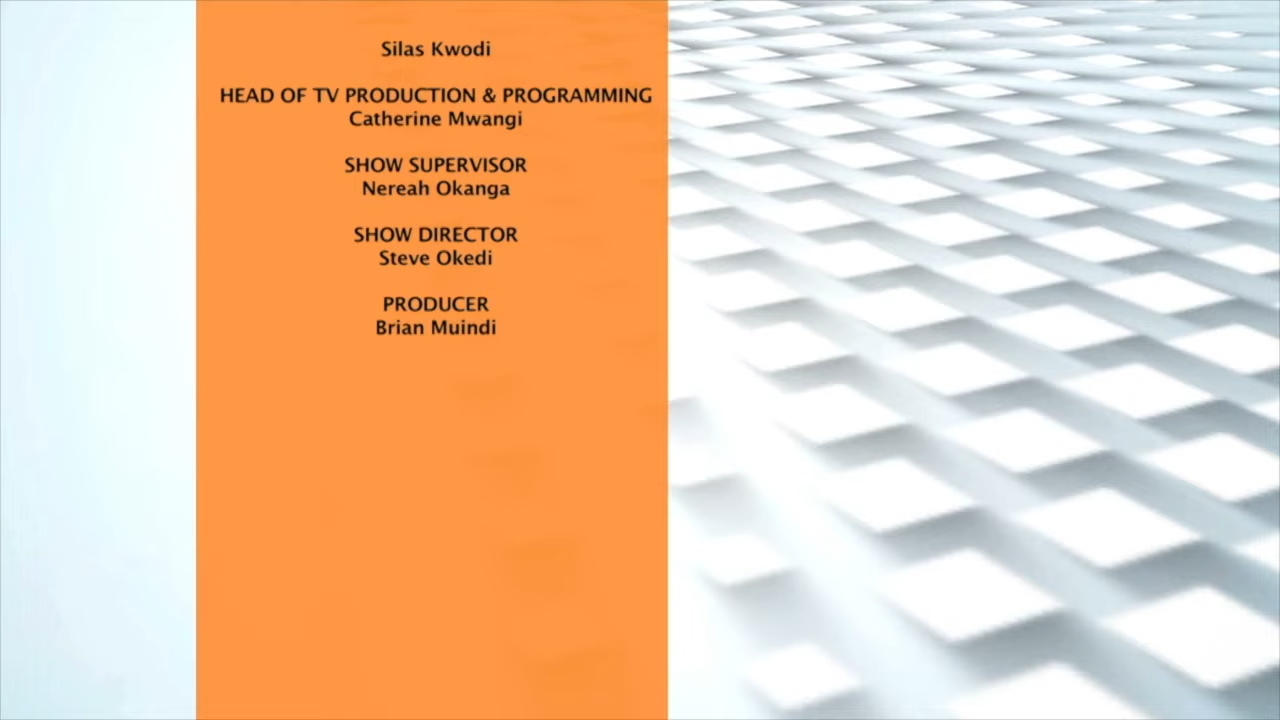 Silas Kwodi
HEAD OF TV PRODUCTION & PROGRAMMING
Catherine Mwangi
SHOW SUPERVISOR
Nereah Okanga
SHOW DIRECTOR
Steve Okedi
PRODUCER
Brian Muindi